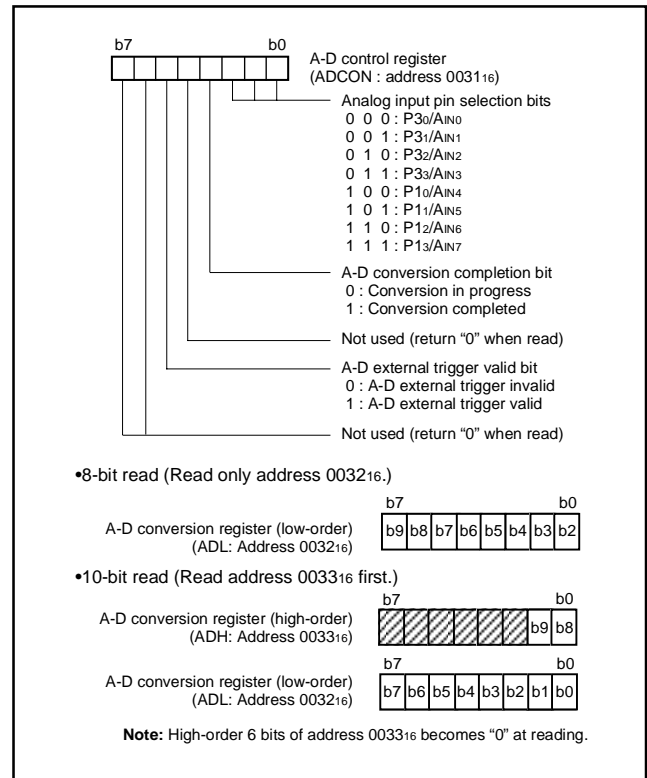 b7 b0
A-D control register
(ADCON : address 003116)
Analog input pin selection bits
0 0 0 : P30/AIN0
0 0 1 : P31/AIN1
0 1 0 : P32/AIN2
0 1 1 : P33/AIN3
1 0 0 : P10/AIN4
1 0 1 : P11/AIN5
1 1 0 : P12/AIN6
1 1 1 : P13/AIN7
A-D conversion completion bit
0 : Conversion in progress
1 : Conversion completed
Not used (return “0” when read)
A-D external trigger valid bit
0 : A-D external trigger invalid
1 : A-D external trigger valid
Not used (return “0” when read)
•8-bit read (Read only address 003216.)
b7 b0
A-D conversion register (low-order)
(ADL: Address 003216)
b9 b8 b7 b6 b5 b4 b3 b2
•10-bit read (Read address 003316 first.)
b7 b0
A-D conversion register (high-order)
(ADH: Address 003316)
b9 b8
b7 b0
A-D conversion register (low-order)
(ADL: Address 003216)
b7 b6 b5 b4 b3 b2 b1 b0
Note: High-order 6 bits of address 003316 becomes “0” at reading.